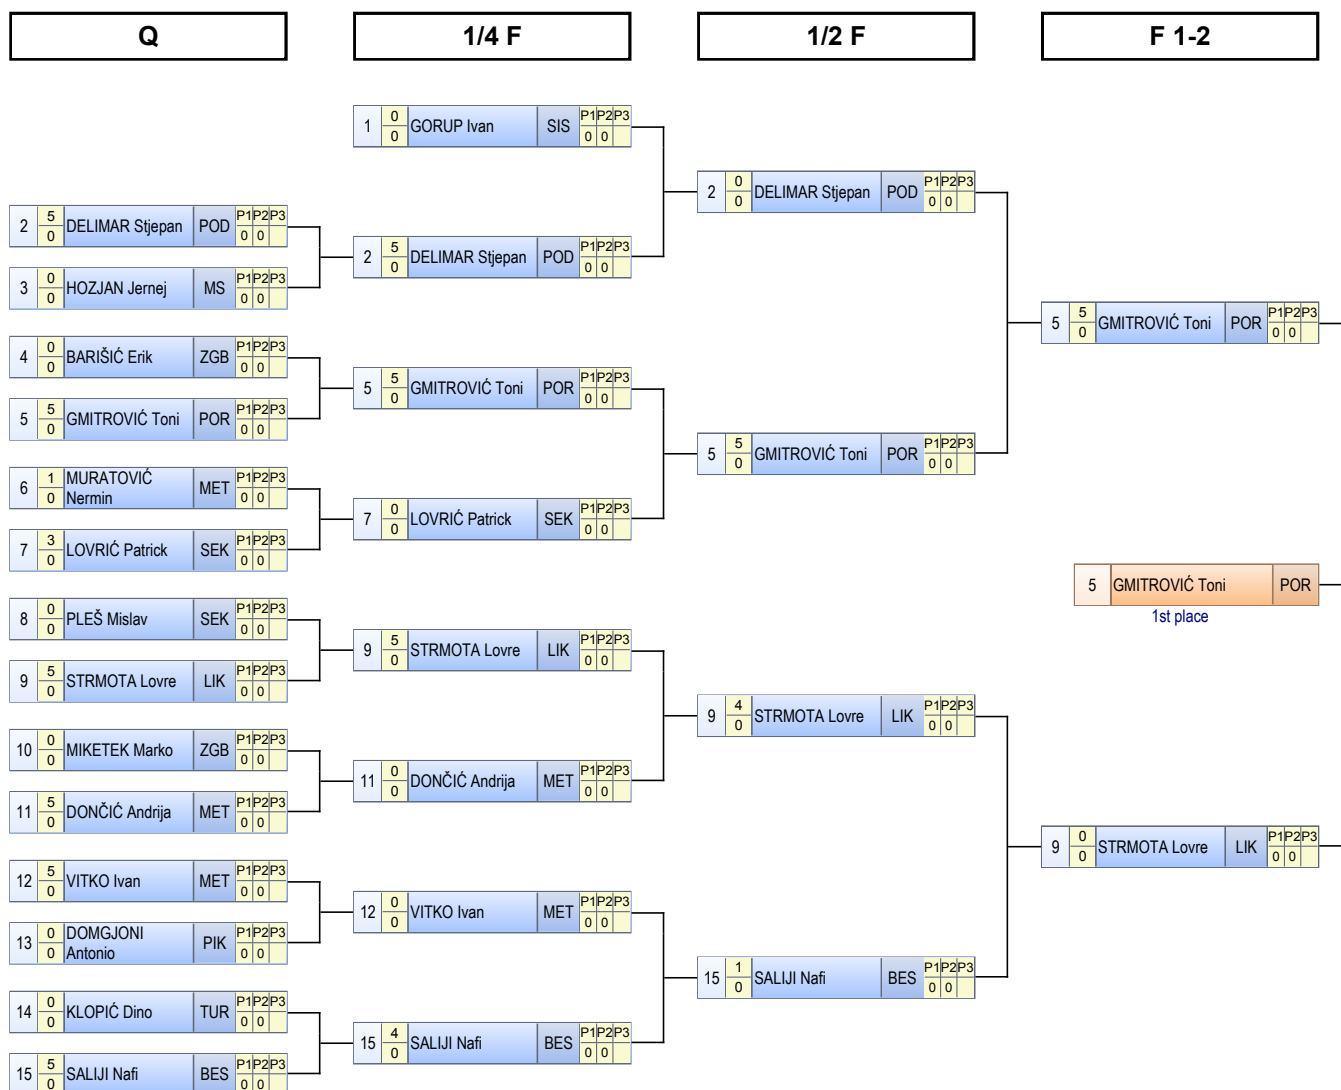 Q
1/4 F
1/2 F
F 1-2
1 0 GORUP Ivan SIS P1 P2 P3
0 0 0
2 5 DELIMAR Stjepan POD P1 P2 P3
0 0 0
3 0 HOZJAN Jernej MS P1 P2 P3
0 0 0
4 0 BARIŠIĆ Erik ZGB P1 P2 P3
0 0 0
5 5 GMITROVIĆ Toni POR P1 P2 P3
0 0 0
6 1 MURATOVIĆ MET P1 P2 P3
0 Nermin 0 0
7 3 LOVRIĆ Patrick SEK P1 P2 P3
0 0 0
8 0 PLEŠ Mislav SEK P1 P2 P3
0 0 0
9 5 STRMOTA Lovre LIK P1 P2 P3
0 0 0
10 0 MIKETEK Marko ZGB P1 P2 P3
0 0 0
11 5 DONČIĆ Andrija MET P1 P2 P3
0 0 0
12 5 VITKO Ivan MET P1 P2 P3
0 0 0
13 0 DOMGJONI PIK P1 P2 P3
0 Antonio 0 0
14 0 KLOPIĆ Dino TUR P1 P2 P3
0 0 0
15 5 SALIJI Nafi BES P1 P2 P3
0 0 0
2 5 DELIMAR Stjepan POD P1 P2 P3
0 0 0
5 5 GMITROVIĆ Toni POR P1 P2 P3
0 0 0
7 0 LOVRIĆ Patrick SEK P1 P2 P3
0 0 0
9 5 STRMOTA Lovre LIK P1 P2 P3
0 0 0
11 0 DONČIĆ Andrija MET P1 P2 P3
0 0 0
12 0 VITKO Ivan MET P1 P2 P3
0 0 0
15 4 SALIJI Nafi BES P1 P2 P3
0 0 0
2 0 DELIMAR Stjepan POD P1 P2 P3
0 0 0
5 5 GMITROVIĆ Toni POR P1 P2 P3
0 0 0
9 4 STRMOTA Lovre LIK P1 P2 P3
0 0 0
15 1 SALIJI Nafi BES P1 P2 P3
0 0 0
5 5 GMITROVIĆ Toni POR P1 P2 P3
0 0 0
5 GMITROVIĆ Toni POR
1st place
9 0 STRMOTA Lovre LIK P1 P2 P3
0 0 0